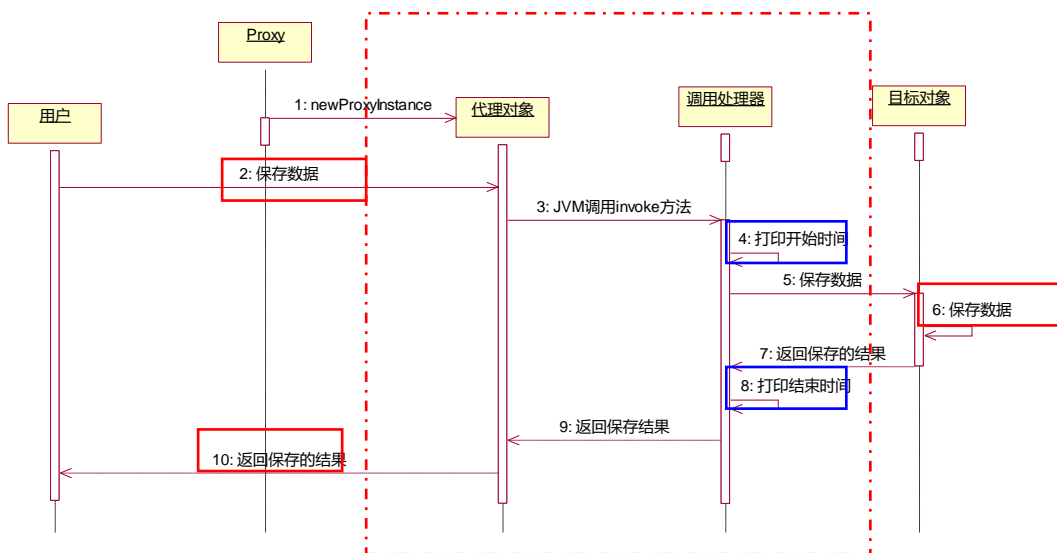 Proxy
用户
1: newProxyInstance
代理对象
调用处理器
目标对象
2: 保存数据
3: JVM调用invoke方法
4: 打印开始时间
5: 保存数据
6: 保存数据
7: 返回保存的结果
8: 打印结束时间
9: 返回保存结果
10: 返回保存的结果